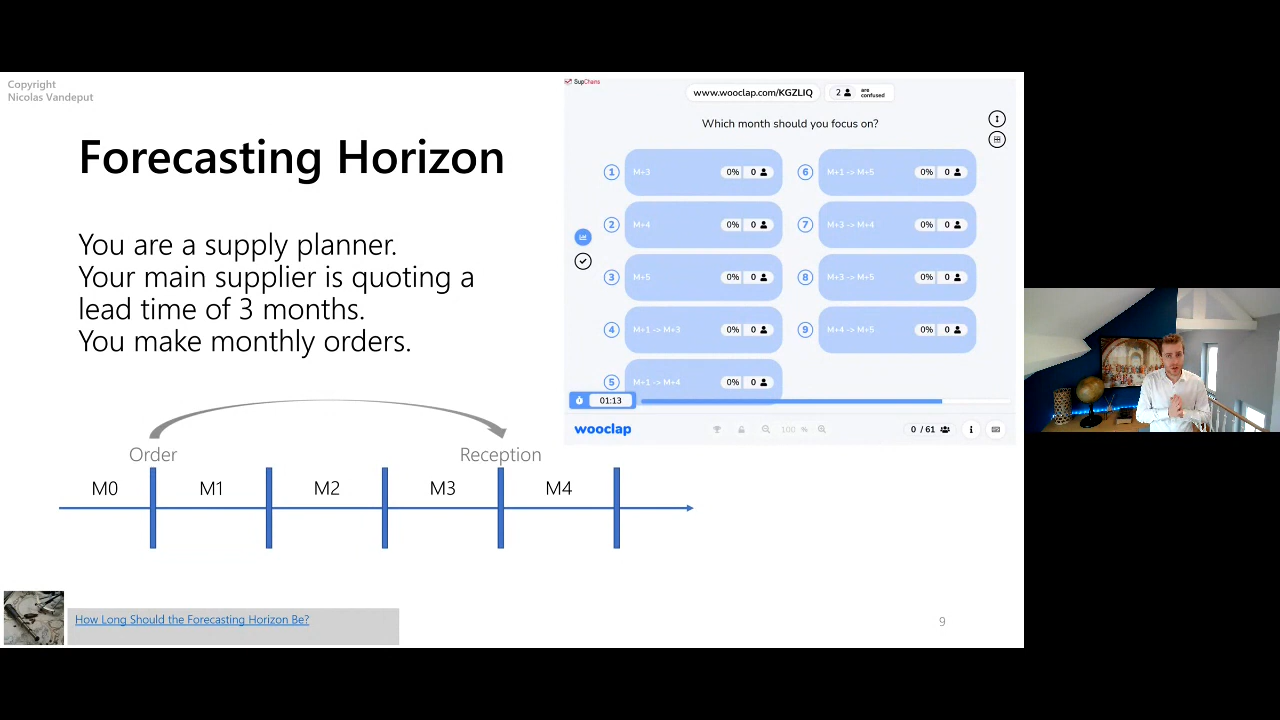 Copyright
Nicolas Vandeput
Forecasting Horizon
You are a supply planner.
Your main supplier is quoting a
lead time of 3 months.
You make monthly orders.
Order
Reception
M0
M1
M2
M3
M4
How Long Should the Forecasting Horizon Be?
9
SupChains
www.wooclap.com/KGZLIQ
2
are
confused
Which month should you focus on?
1 M+3 0% 0
2 M+4 0% 0
3 M+5 0% 0
4 M+1 -> M+3 0% 0
5 M+1 -> M+4 0% 0
6 M+1 -> M+5 0% 0
7 M+3 -> M+4 0% 0
8 M+3 -> M+5 0% 0
9 M+4 -> M+5 0% 0
01:13
wooclap
100 %
0 / 61